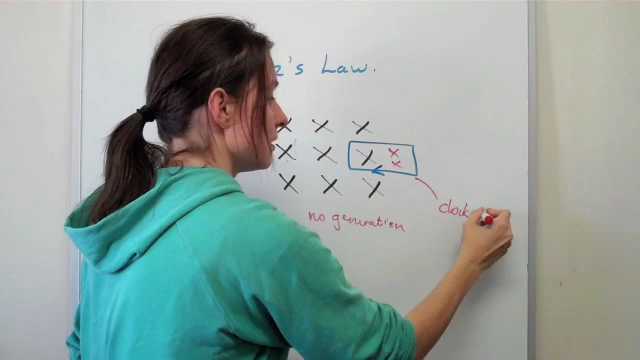 z's Law.
x x x
x x x x
x
x x x
no generation
clock